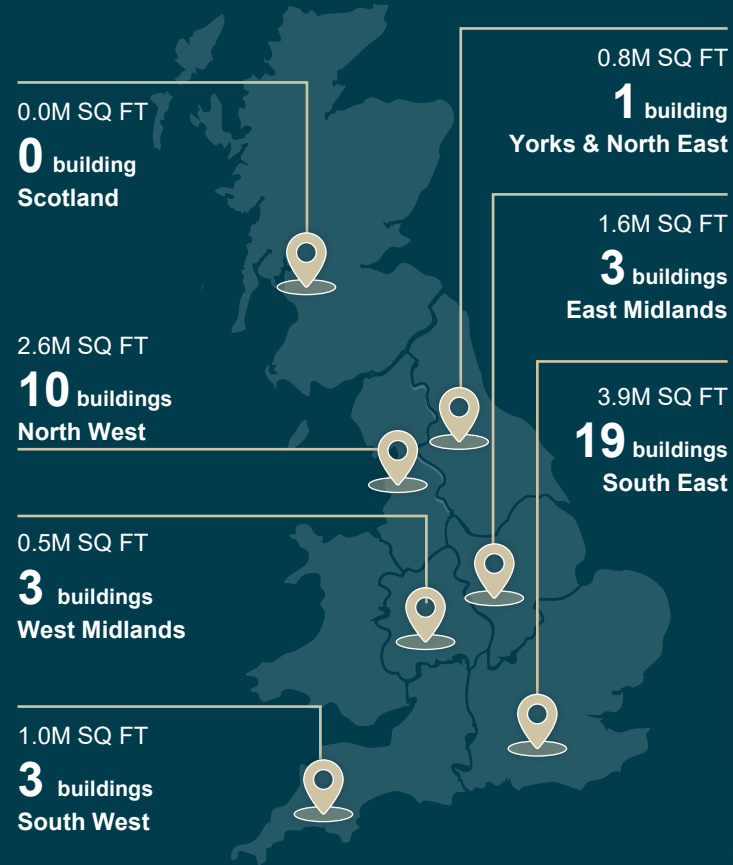 0.0M SQ FT
0 building
Scotland
2.6M SQ FT
10 buildings
North West
0.5M SQ FT
3 buildings
West Midlands
1.0M SQ FT
3 buildings
South West
0.8M SQ FT
1 building
Yorks & North East
1.6M SQ FT
3 buildings
East Midlands
3.9M SQ FT
19 buildings
South East